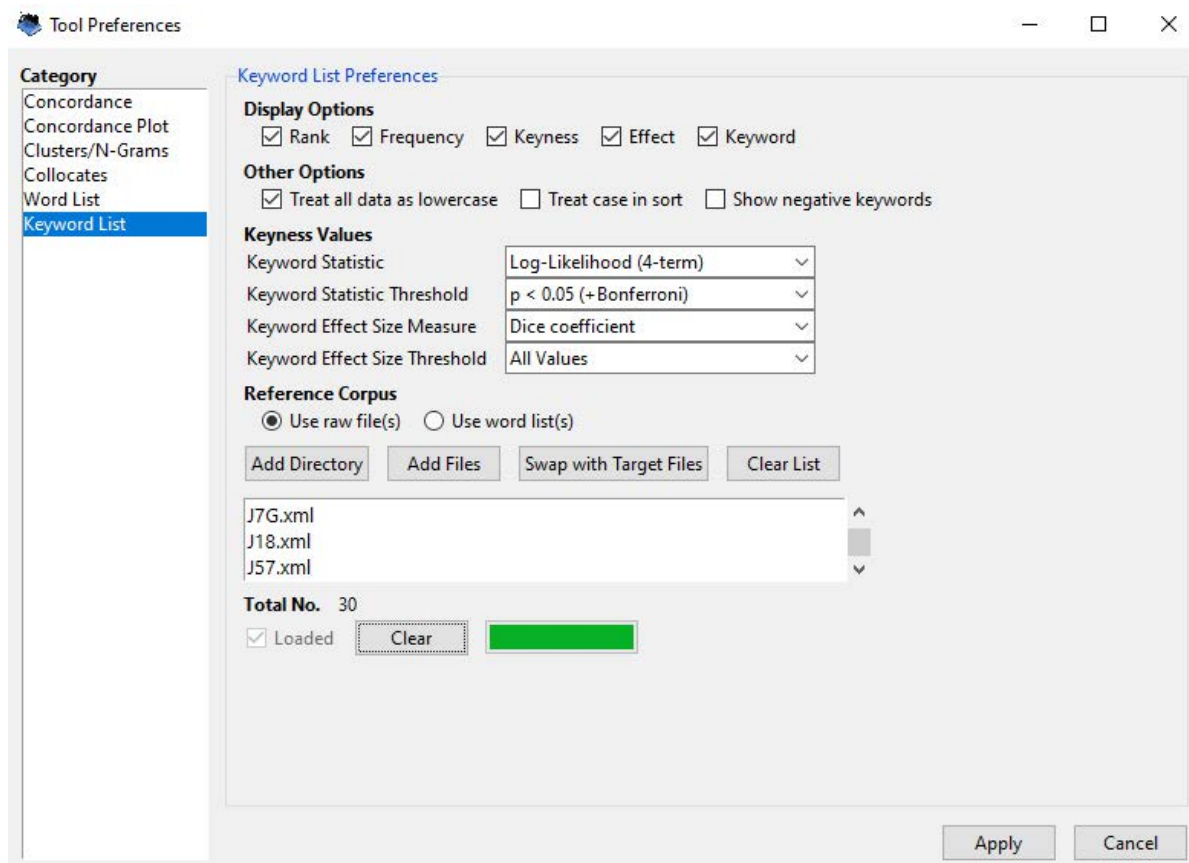 Tool Preferences
Category
Concordance
Concordance Plot
Clusters/N-Grams
Collocates
Word List
Keyword List
Keyword List Preferences
Display Options
Rank Frequency Keyness Effect Keyword
Other Options
Treat all data as lowercase Treat case in sort Show negative keywords
Keyness Values
Keyword Statistic Log-Likelihood (4-term)
Keyword Statistic Threshold p < 0.05 (+Bonferroni)
Keyword Effect Size Measure Dice coefficient
Keyword Effect Size Threshold All Values
Reference Corpus
Use raw file(s) Use word list(s)
Add Directory Add Files Swap with Target Files Clear List
J7G.xml
J18.xml
J57.xml
Total No. 30
Loaded Clear
Apply Cancel